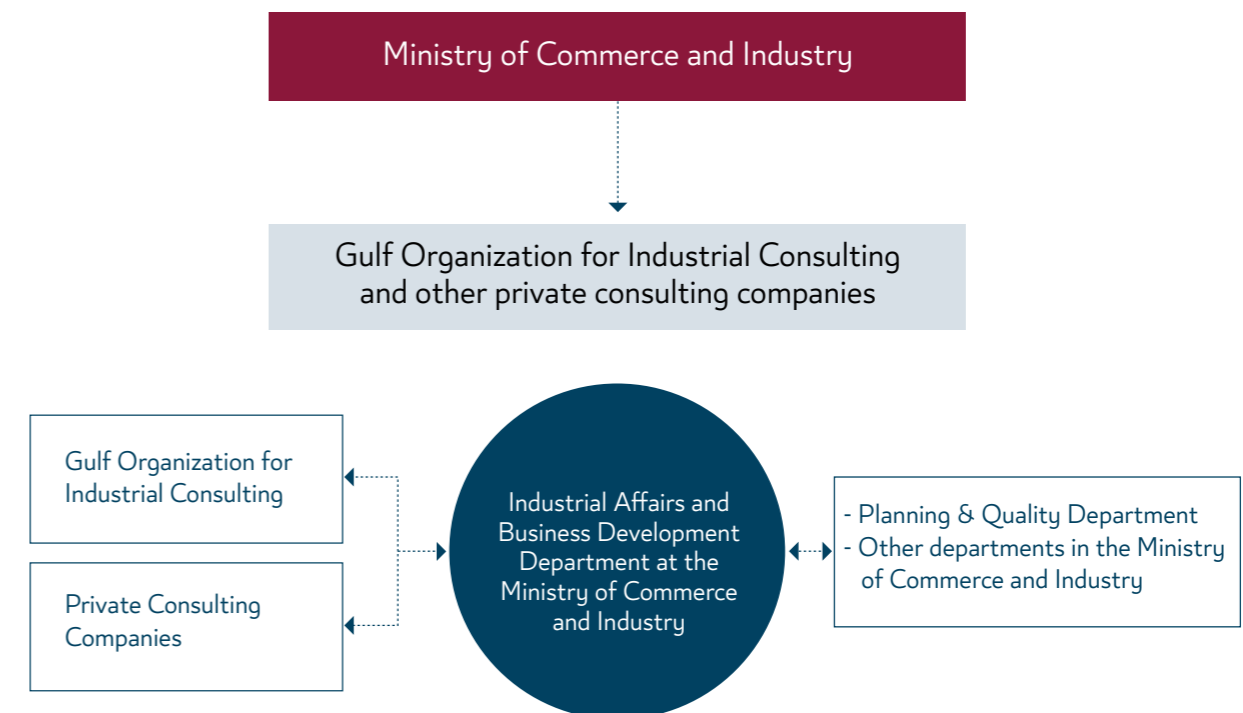 Ministry of Commerce and Industry
Gulf Organization for Industrial Consulting
and other private consulting companies
Gulf Organization for
Industrial Consulting
Private Consulting
Companies
Industrial Affairs and
Business Development
Department at the
Ministry of Commerce
and Industry
- Planning & Quality Department
- Other departments in the Ministry
of Commerce and Industry